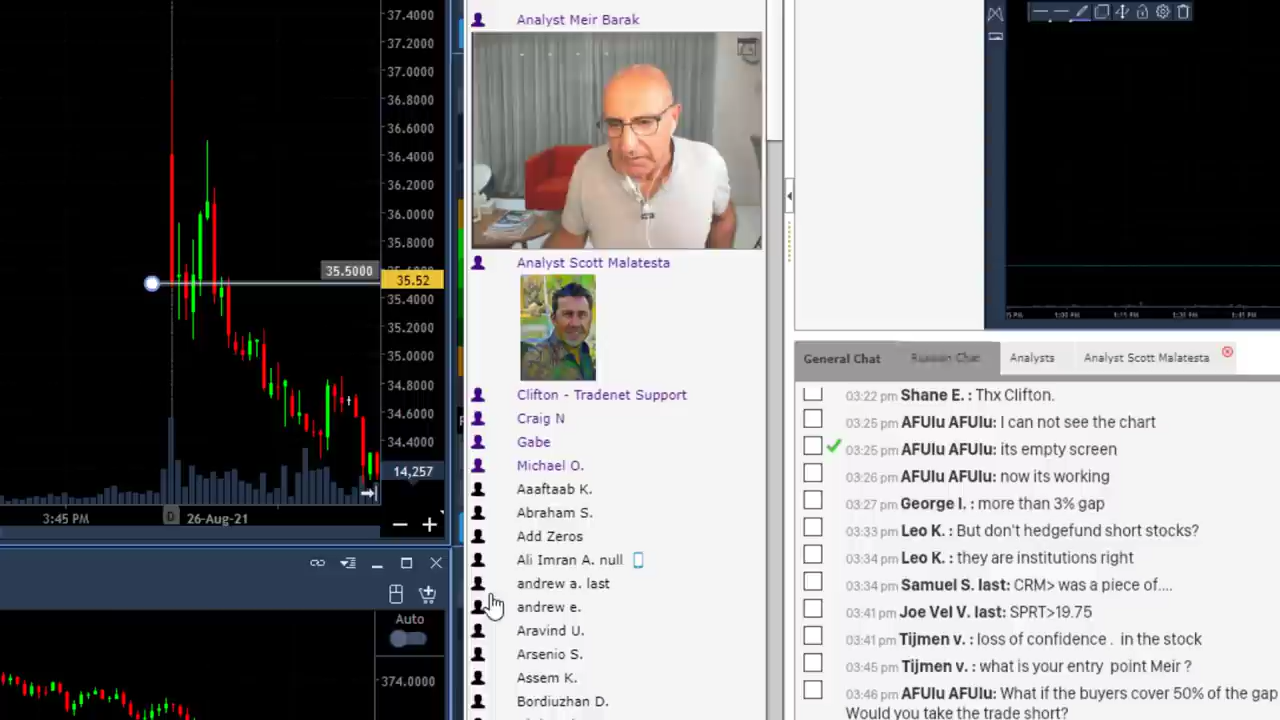 37.4000
37.2000
37.0000
36.8000
36.6000
36.4000
36.2000
36.0000
35.8000
35.5000
35.52
35.4000
35.2000
35.0000
34.8000
34.6000
34.4000
14,257
3:45 PM
D
26-Aug-21
Auto
374.0000
Analyst Meir Barak
Analyst Scott Malatesta
Clifton - Tradenet Support
Craig N
Gabe
Michael O.
Aaaftaab K.
Abraham S.
Add Zeros
Ali Imran A. null
andrew a. last
andrew e.
Aravind U.
Arsenio S.
Assem K.
Bordiuzhan D.
General Chat
Russian Chat
Analysts
Analyst Scott Malatesta
03:22 pm Shane E. : Thx Clifton.
03:25 pm AFUlu AFUlu: I can not see the chart
03:25 pm AFUlu AFUlu: its empty screen
03:26 pm AFUlu AFUlu: now its working
03:27 pm George I. : more than 3% gap
03:33 pm Leo K. : But don't hedgefund short stocks?
03:34 pm Leo K. : they are institutions right
03:34 pm Samuel S. last: CRM> was a piece of....
03:41 pm Joe Vel V. last: SPRT>19.75
03:41 pm Tijmen v. : loss of confidence . in the stock
03:45 pm Tijmen v. : what is your entry point Meir ?
03:46 pm AFUlu AFUlu: What if the buyers cover 50% of the gap
Would you take the trade short?